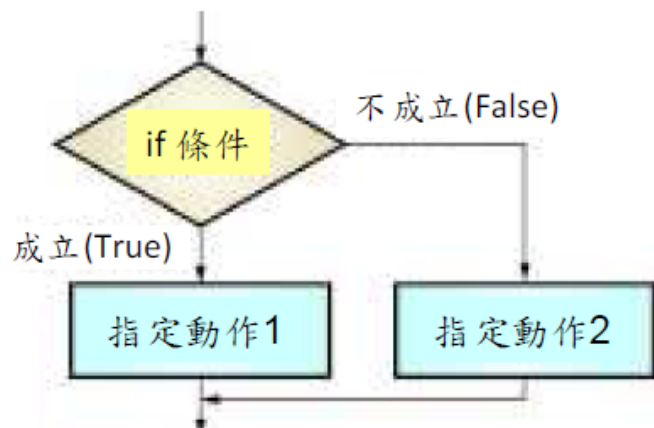 if 條件
不成立(False)
成立(True)
指定動作1
指定動作2